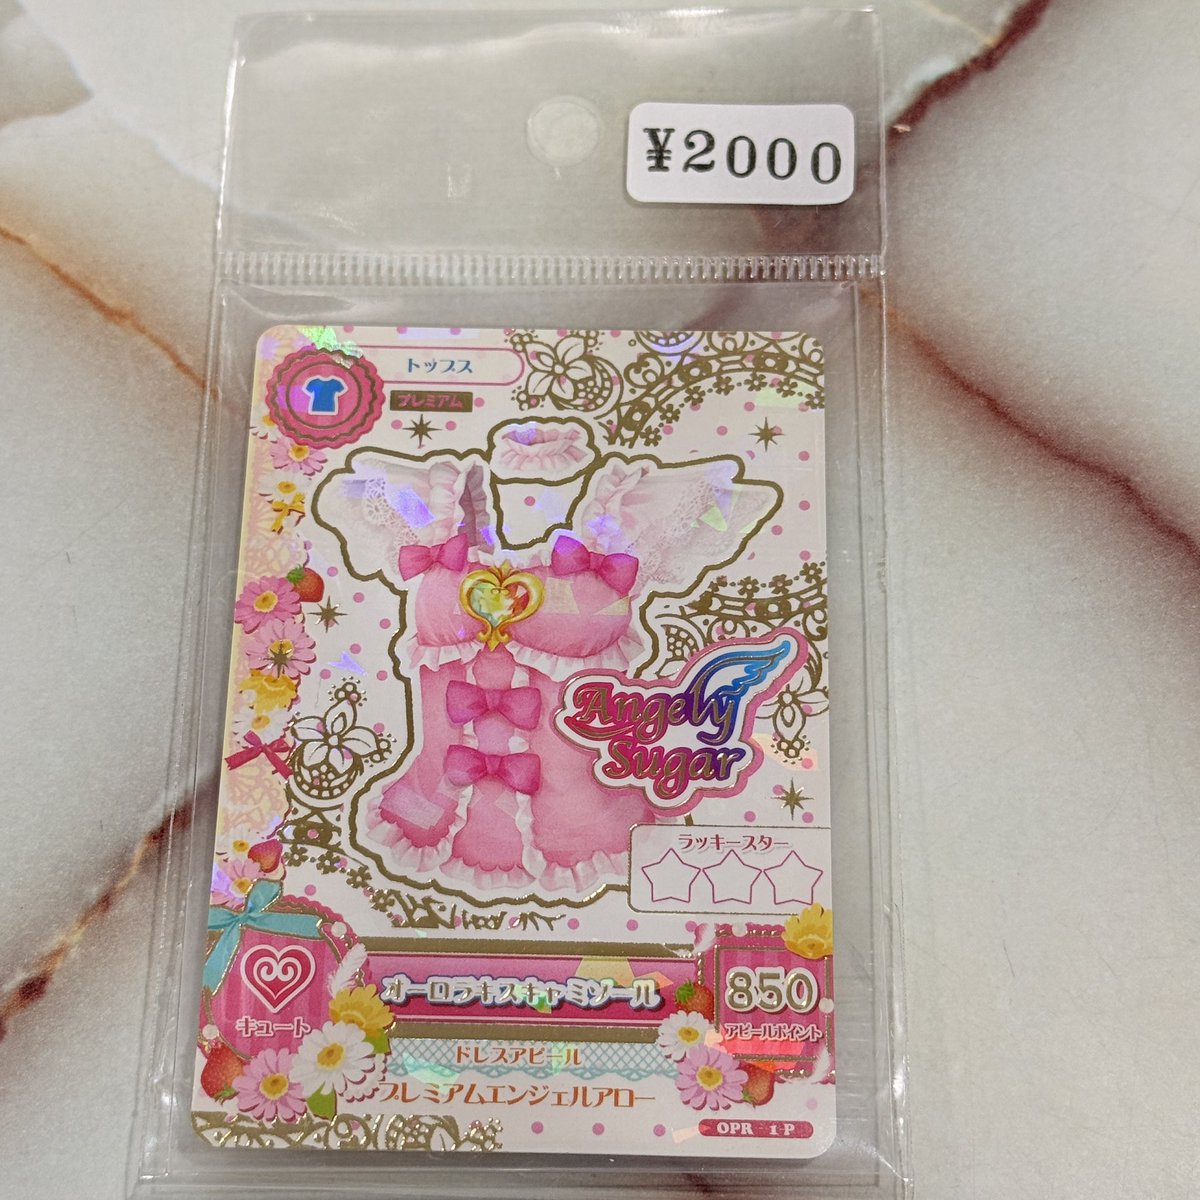 ¥2000
トップス
プレミアム
Angely
Sugar
ラッキースター
オーロラキスキャミソール
850
アピールポイント
キュート
ドレスアピール
プレミアムエンジェルアロー
OPR-1-P